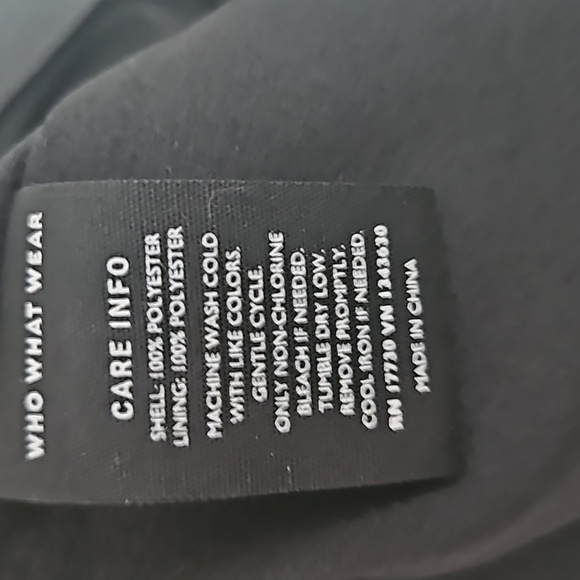 WHO WHAT WEAR
CARE INFO
SHELL: 100% POLYESTER
LINING: 100% POLYESTER
MACHINE WASH COLD
WITH LIKE COLORS.
GENTLE CYCLE.
ONLY NON-CHLORINE
BLEACH IF NEEDED.
TUMBLE DRY LOW.
REMOVE PROMPTLY.
COOL IRON IF NEEDED.
RN 17730 VN 1263630
MADE IN CHINA